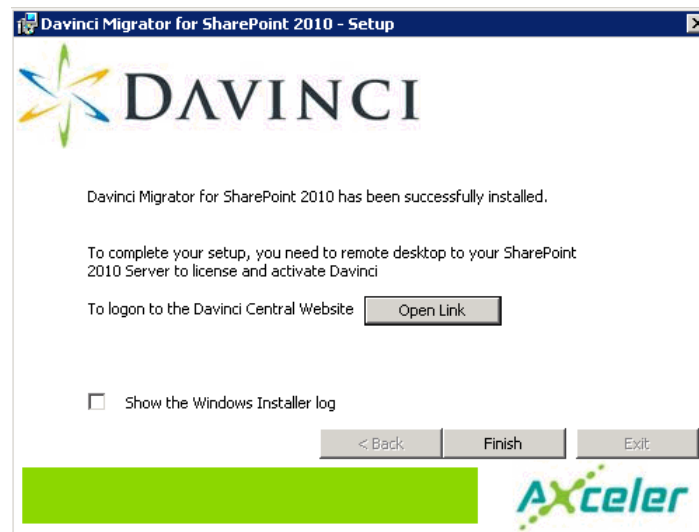 Davinci Migrator for SharePoint 2010 - Setup
DAVINCI
Davinci Migrator for SharePoint 2010 has been successfully installed.
To complete your setup, you need to remote desktop to your SharePoint
2010 Server to license and activate Davinci
To logon to the Davinci Central Website Open Link
Show the Windows Installer log
< Back Finish Exit
Axceler